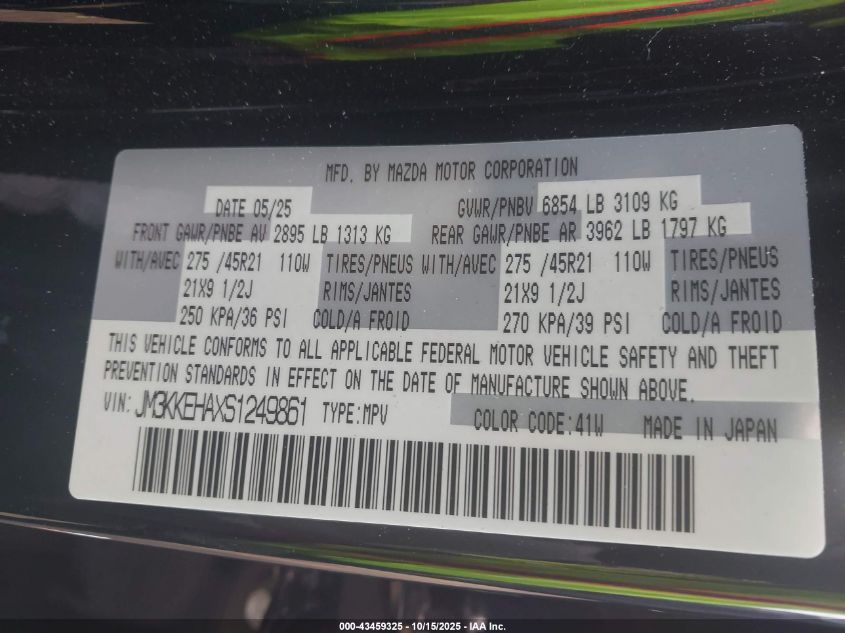 MFD. BY MAZDA MOTOR CORPORATION
DATE 05/25 GVWR/PNBV 6854 LB 3109 KG
FRONT GAWR/PNBE AV 2895 LB 1313 KG REAR GAWR/PNBE AR 3962 LB 1797 KG
WITH/AVEC 275 /45R21 110W TIRES/PNEUS WITH/AVEC 275 /45R21 110W TIRES/PNEUS
21X9 1/2J RIMS/JANTES 21X9 1/2J RIMS/JANTES
250 KPA/36 PSI COLD/A FROID 270 KPA/39 PSI COLD/A FROID
THIS VEHICLE CONFORMS TO ALL APPLICABLE FEDERAL MOTOR VEHICLE SAFETY AND THEFT
PREVENTION STANDARDS IN EFFECT ON THE DATE OF MANUFACTURE SHOWN ABOVE.
VIN: JM3KKEHAXS1249861 TYPE:MPV COLOR CODE:41W MADE IN JAPAN
000-43459325 - 10/15/2025 - IAA Inc.